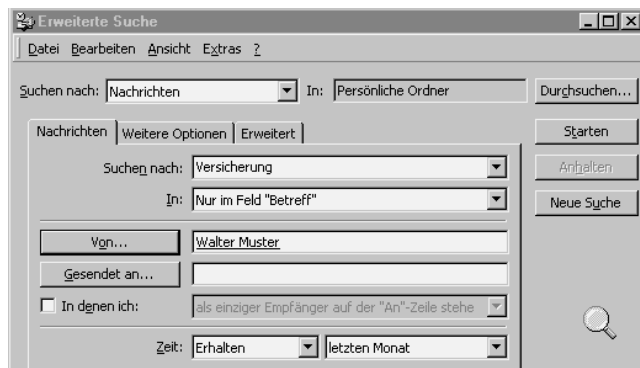 Erweiterte Suche
Datei Bearbeiten Ansicht Extras ?
Suchen nach: Nachrichten In: Persönliche Ordner Durchsuchen...
Nachrichten Weitere Optionen Erweitert Starten
Suchen nach: Versicherung Anhalten
In: Nur im Feld "Betreff" Neue Suche
Von... Walter Muster
Gesendet an...
In denen ich: als einziger Empfänger auf der "An"-Zeile stehe
Zeit: Erhalten letzten Monat